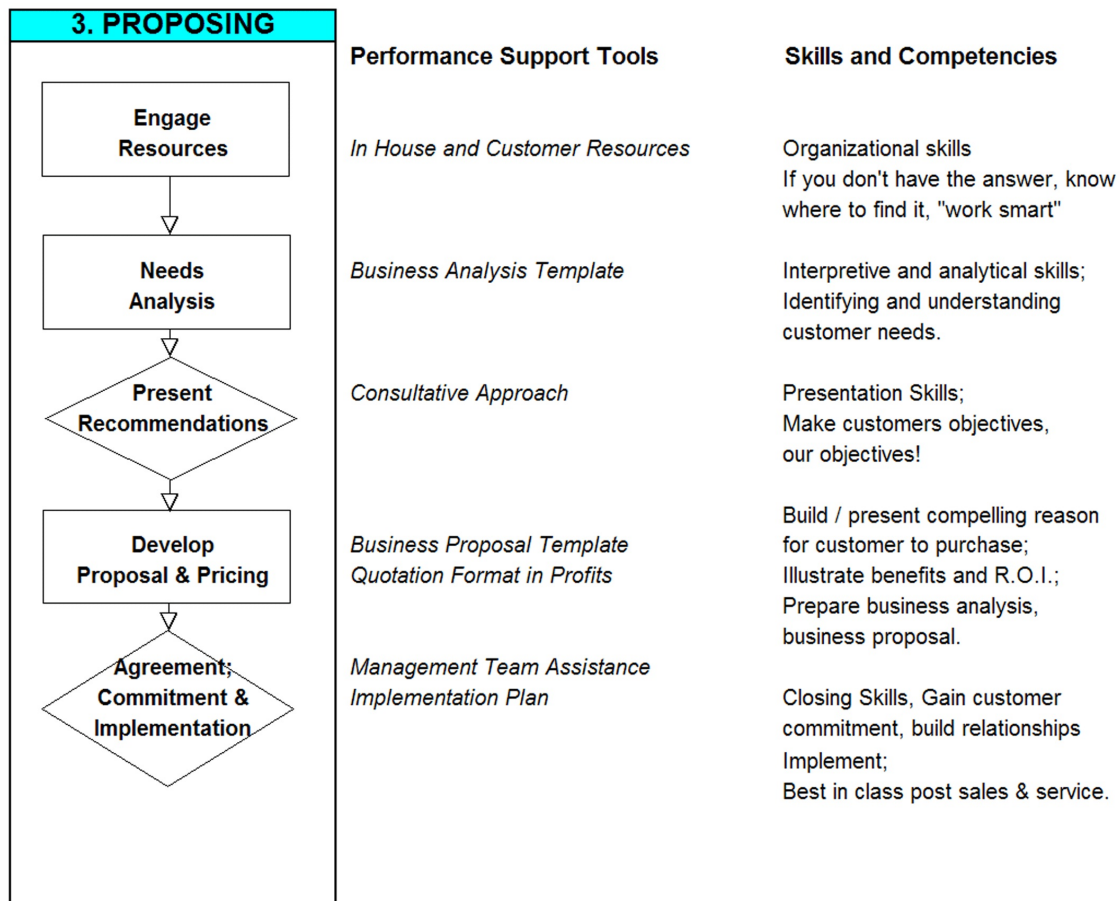 3. PROPOSING
Performance Support Tools
Skills and Competencies
Engage
Resources
In House and Customer Resources
Organizational skills
If you don't have the answer, know
where to find it, "work smart"
Needs
Analysis
Business Analysis Template
Interpretive and analytical skills;
Identifying and understanding
customer needs.
Present
Recommendations
Consultative Approach
Presentation Skills;
Make customers objectives,
our objectives!
Develop
Proposal & Pricing
Business Proposal Template
Quotation Format in Profits
Build / present compelling reason
for customer to purchase;
Illustrate benefits and R.O.I.;
Prepare business analysis,
business proposal.
Agreement;
Commitment &
Implementation
Management Team Assistance
Implementation Plan
Closing Skills, Gain customer
commitment, build relationships
Implement;
Best in class post sales & service.